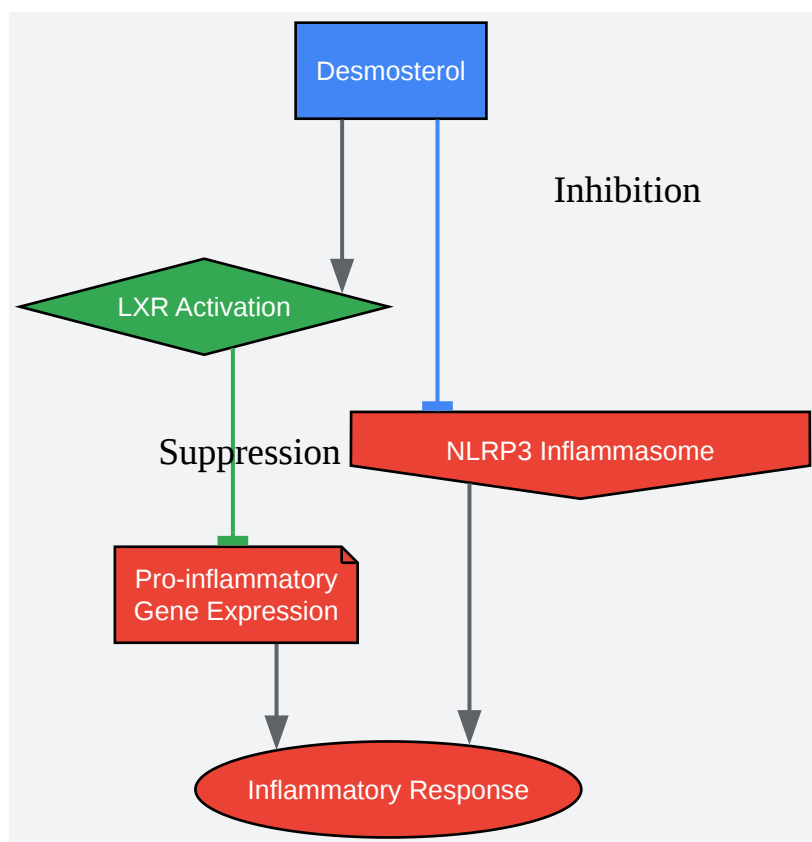 Desmosterol
Inhibition
LXR Activation
Suppression
NLRP3 Inflammasome
Pro-inflammatory
Gene Expression
Inflammatory Response